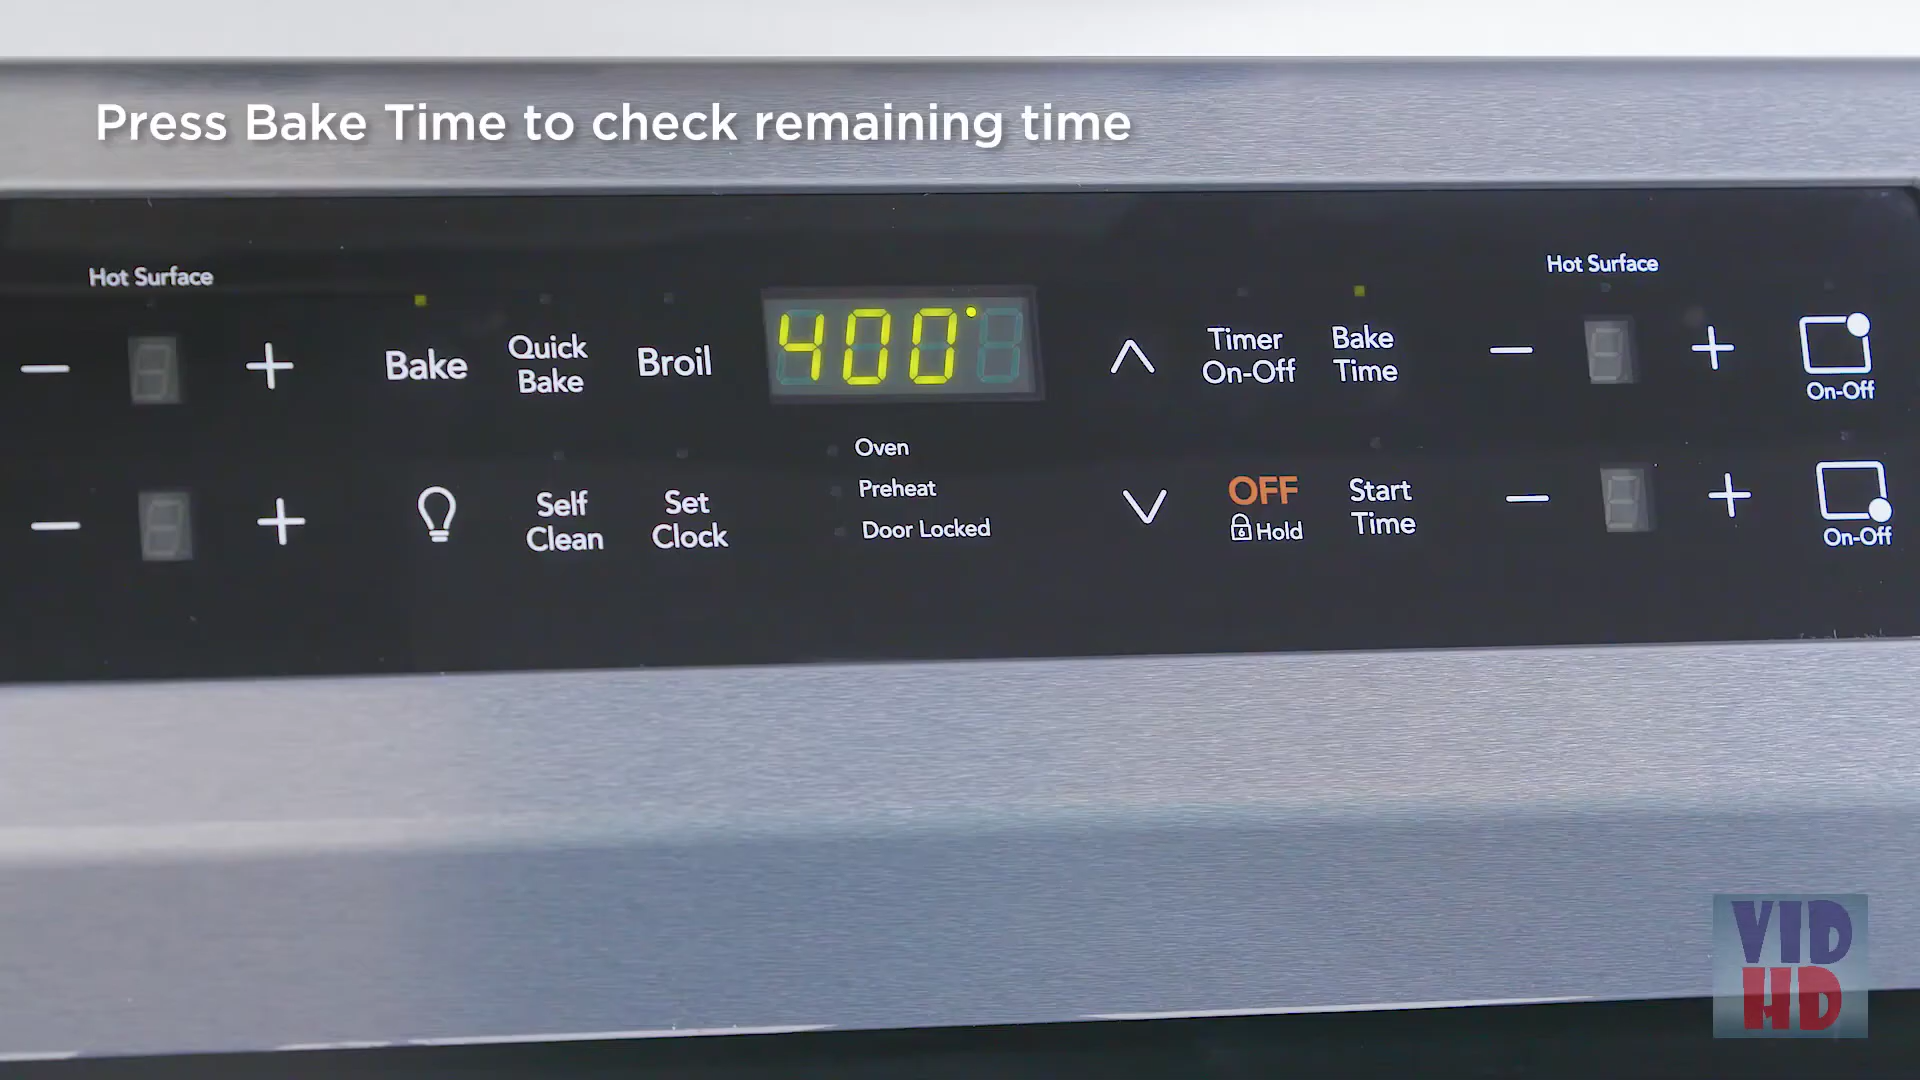 Press Bake Time to check remaining time
Hot Surface
Hot Surface
Bake
Quick
Bake
Broil
400°
Timer
On-Off
Bake
Time
On-Off
Oven
Preheat
Door Locked
Self
Clean
Set
Clock
OFF
Hold
Start
Time
On-Off
VID
HD